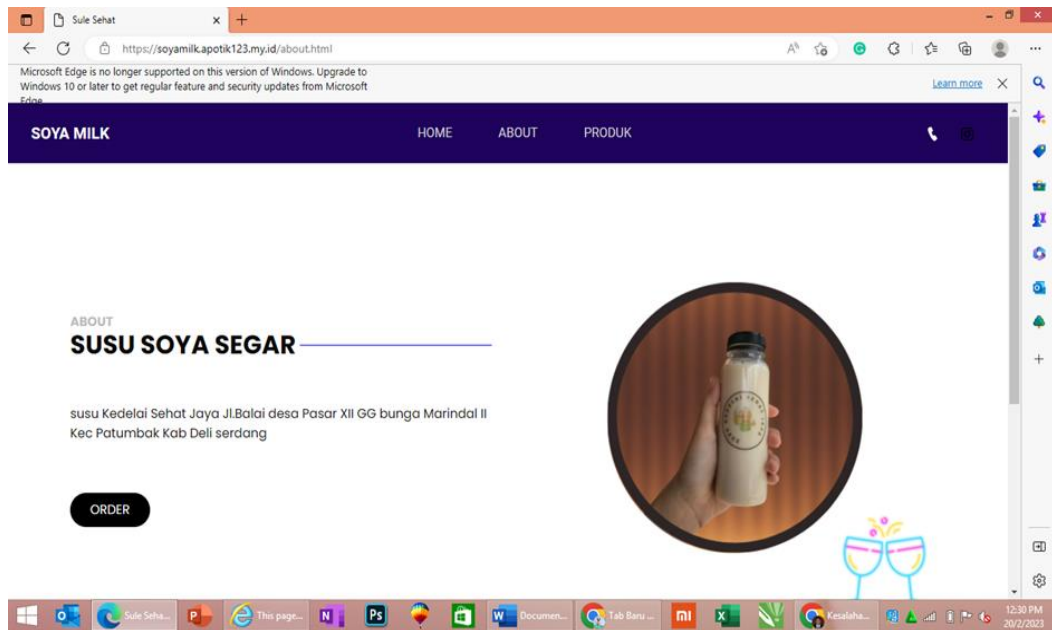 Sule Sehat
https://soyamilk.apotik123.my.id/about.html
Microsoft Edge is no longer supported on this version of Windows. Upgrade to
Windows 10 or later to get regular feature and security updates from Microsoft
Edge
Learn more
SOYA MILK
HOME
ABOUT
PRODUK
ABOUT
SUSU SOYA SEGAR
susu Kedelai Sehat Jaya Jl.Balai desa Pasar XII GG bunga Marindal II
Kec Patumbak Kab Deli serdang
ORDER
Sule Seha...
This page...
Documen...
Tab Baru ...
Kesalaha...
12:30 PM
20/2/2023